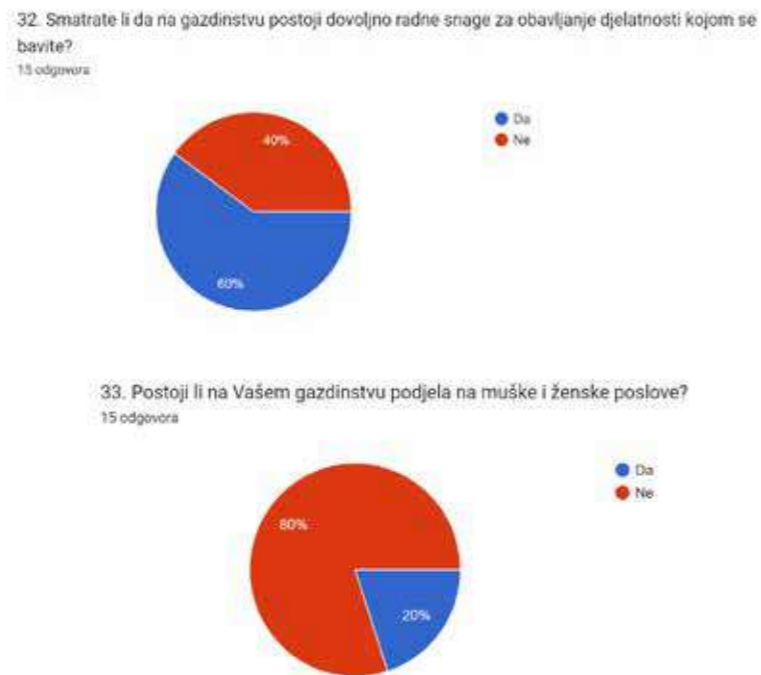 32. Smatrate li da na gazdinstvu postoji dovoljno radne snage za obavljanje djelatnosti kojom se
bavite?
15 odgovora
40%
60%
Da
Ne
33. Postoji li na Vašem gazdinstvu podjela na muške i ženske poslove?
15 odgovora
80%
20%
Da
Ne